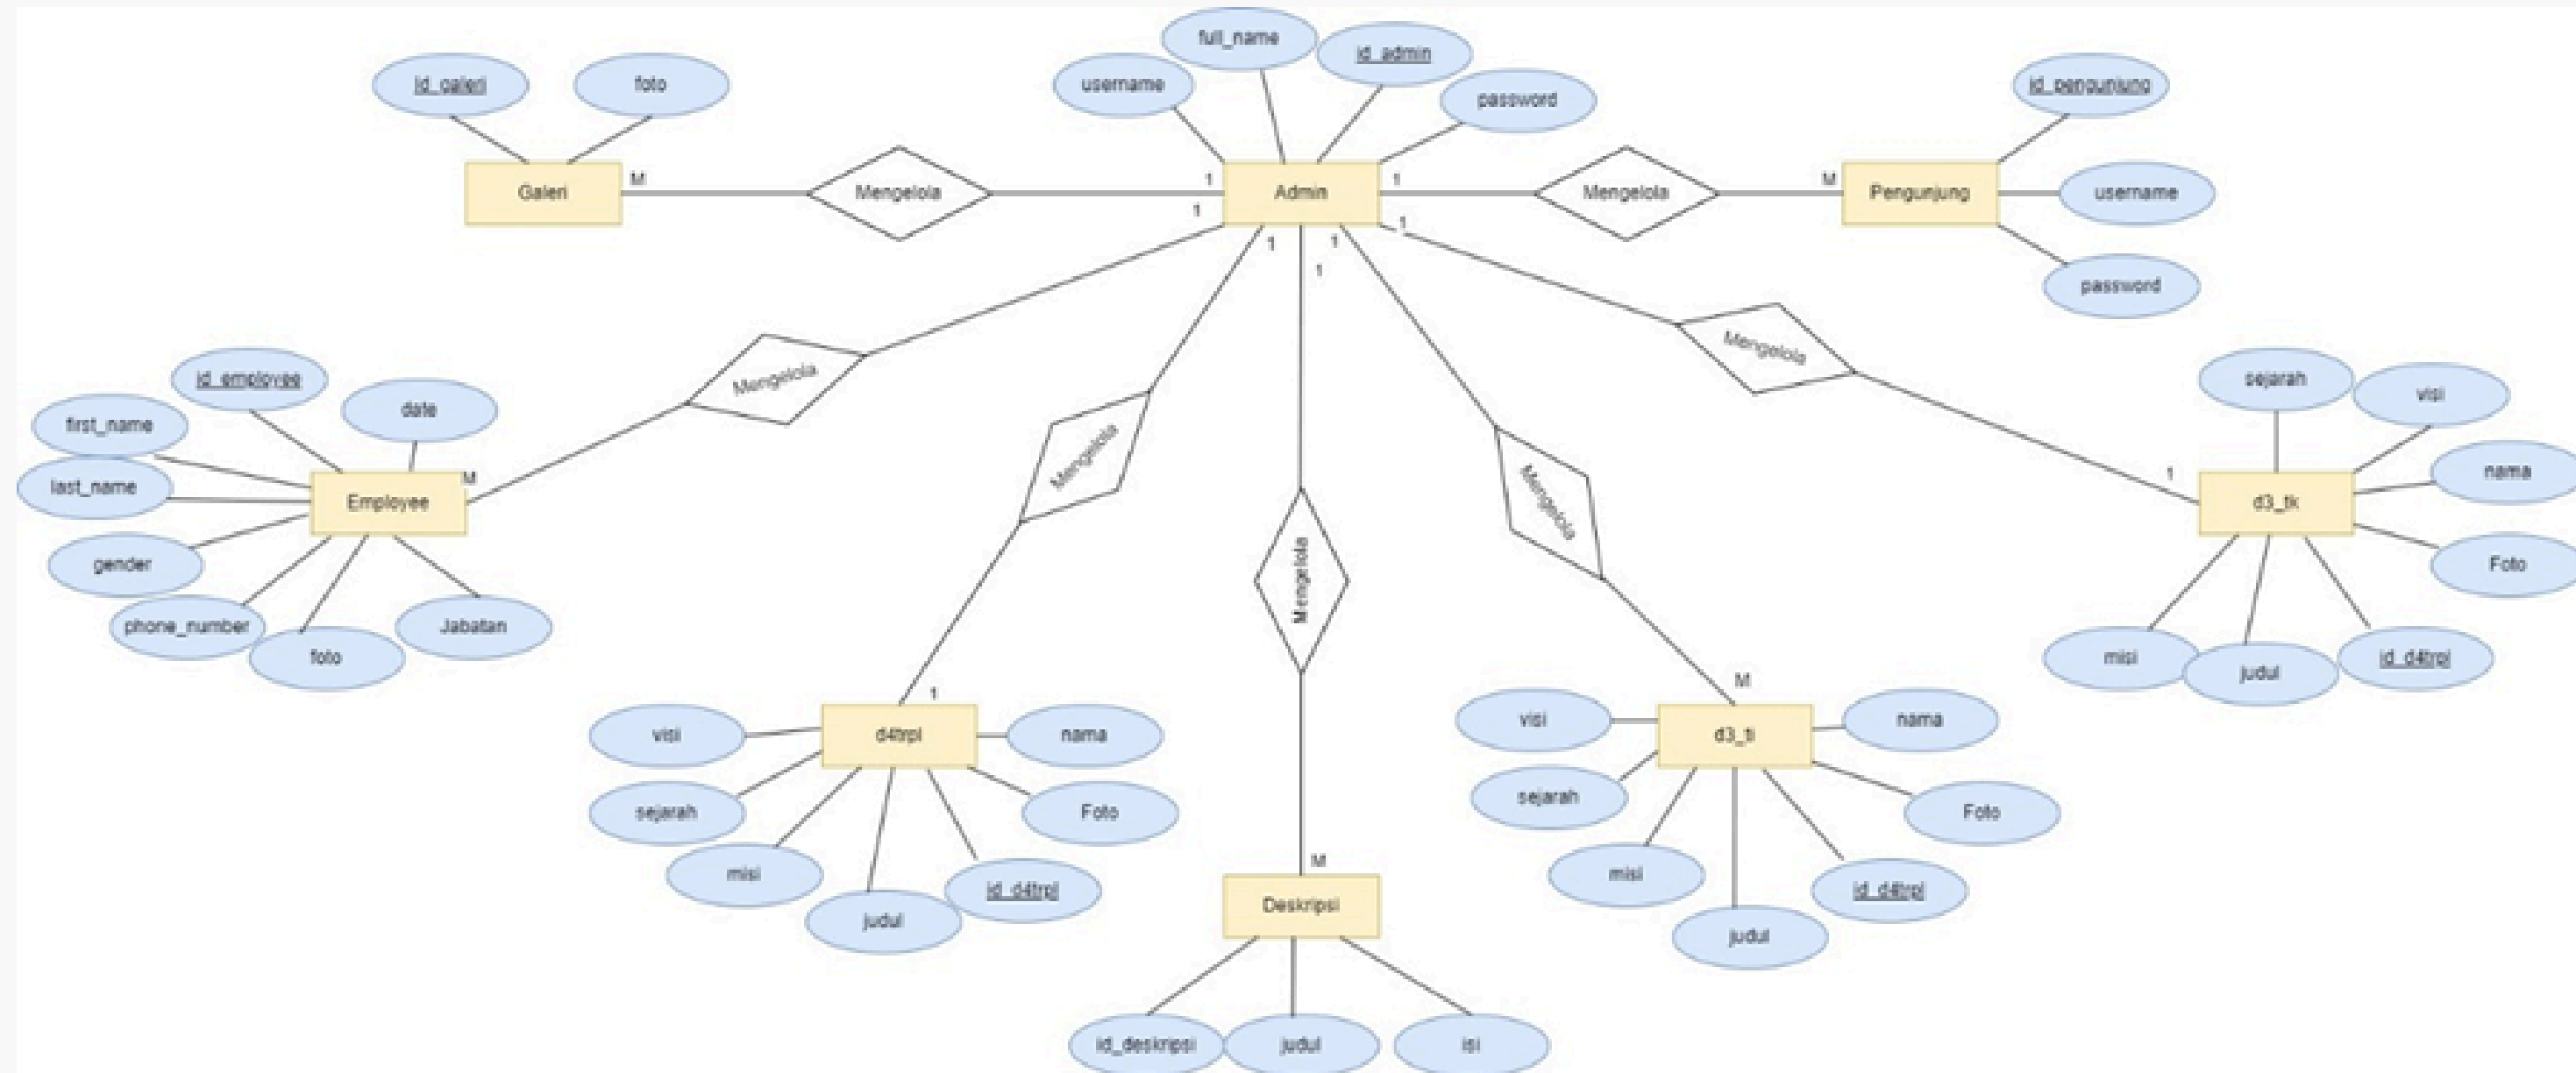 full_name
id_admin
id_galeri
foto
username
password
id_pengunjung
M
1
1
M
Galeri
Mengelola
Admin
Mengelola
Pengunjung
username
1
1
1
1
1
password
Mengelola
Mengelola
id_employee
date
first_name
last_name
M
Employee
gender
phone_number
foto
Jabatan
sejarah
visi
nama
1
d3_tk
Foto
misi
judul
id_d4trpl
Mengelola
Mengelola
Mengelola
1
visi
d4trpl
nama
sejarah
Foto
misi
id_d4trpl
judul
M
visi
d3_ti
nama
sejarah
Foto
misi
id_d4trpl
judul
M
Deskripsi
id_deskripsi
judul
isi